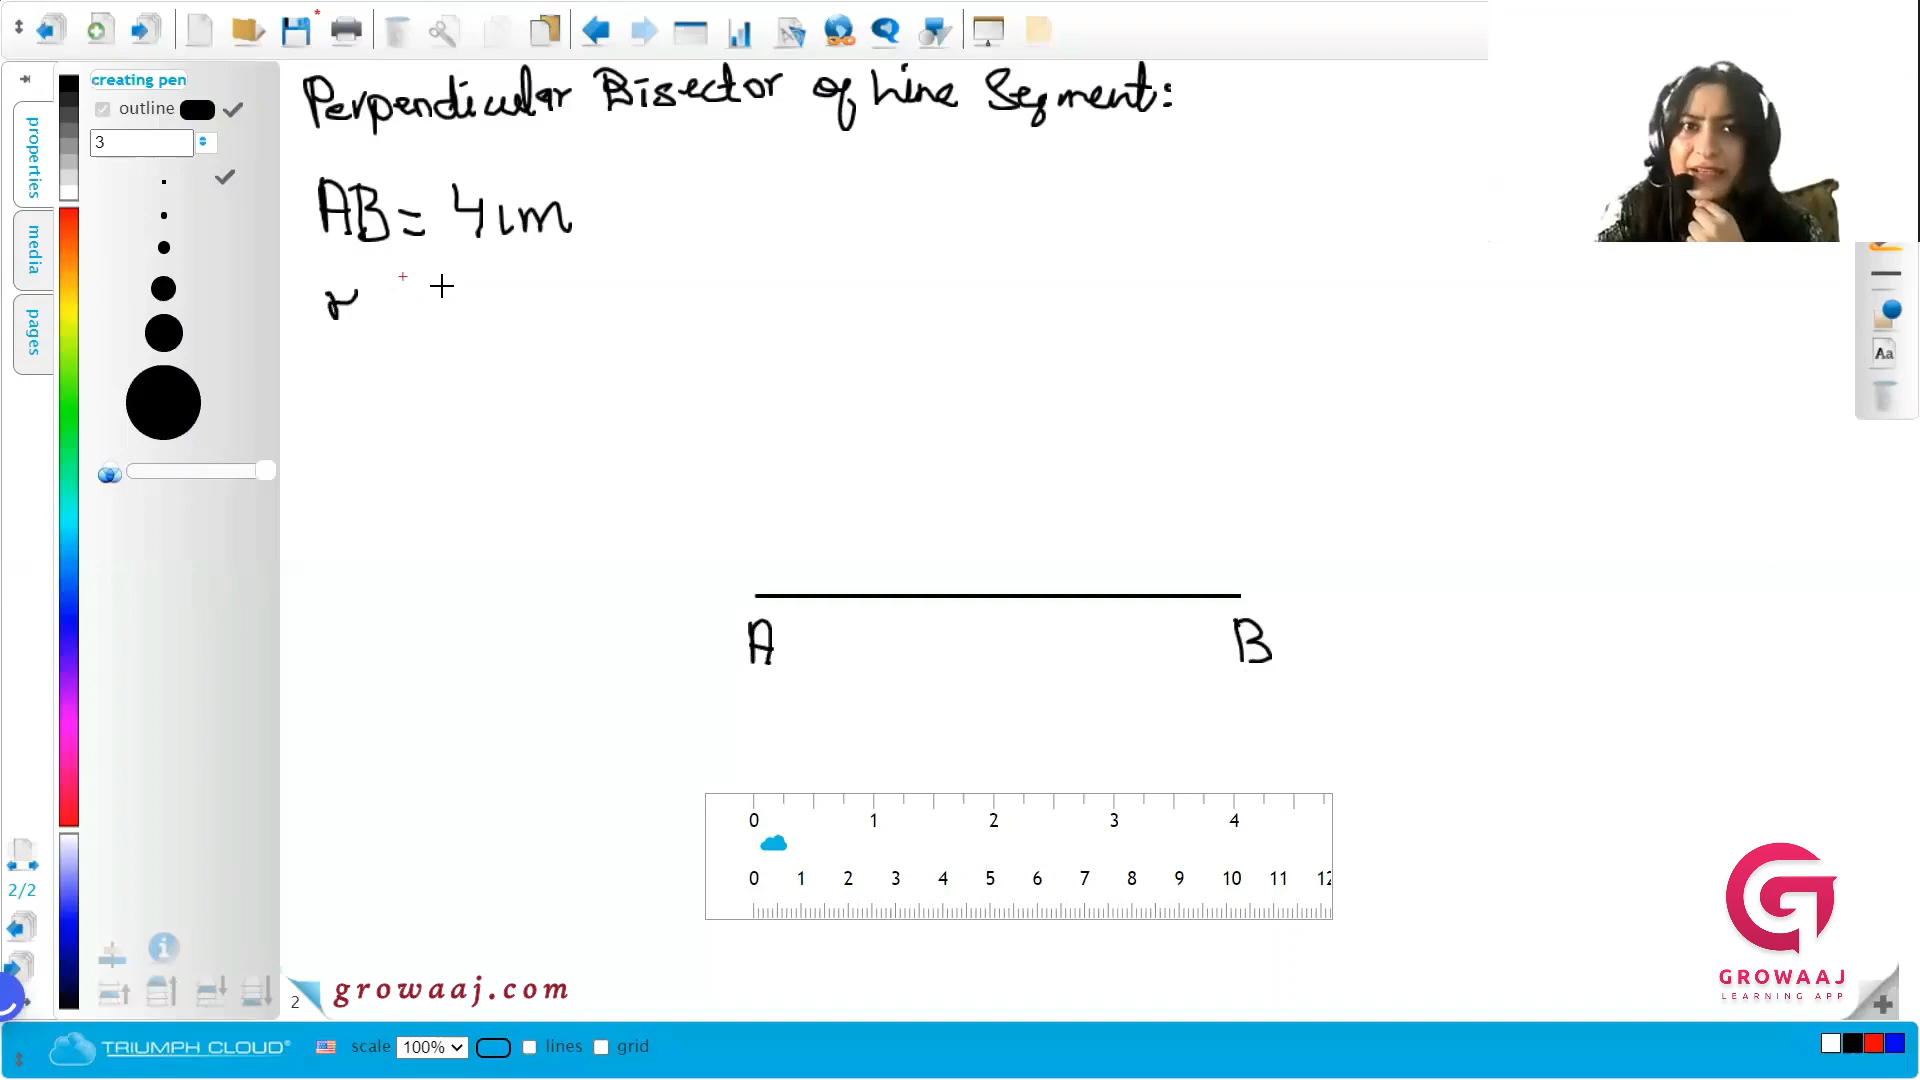 creating pen
outline
3
properties
media
pages
Perpendicular Bisector of Line Segment:
AB = 4cm
r
A B
0 1 2 3 4
0 1 2 3 4 5 6 7 8 9 10 11 12
Aa
2/2
2
growaaj.com
GROWAAJ
LEARNING APP
TRIUMPH CLOUD
scale 100% lines grid